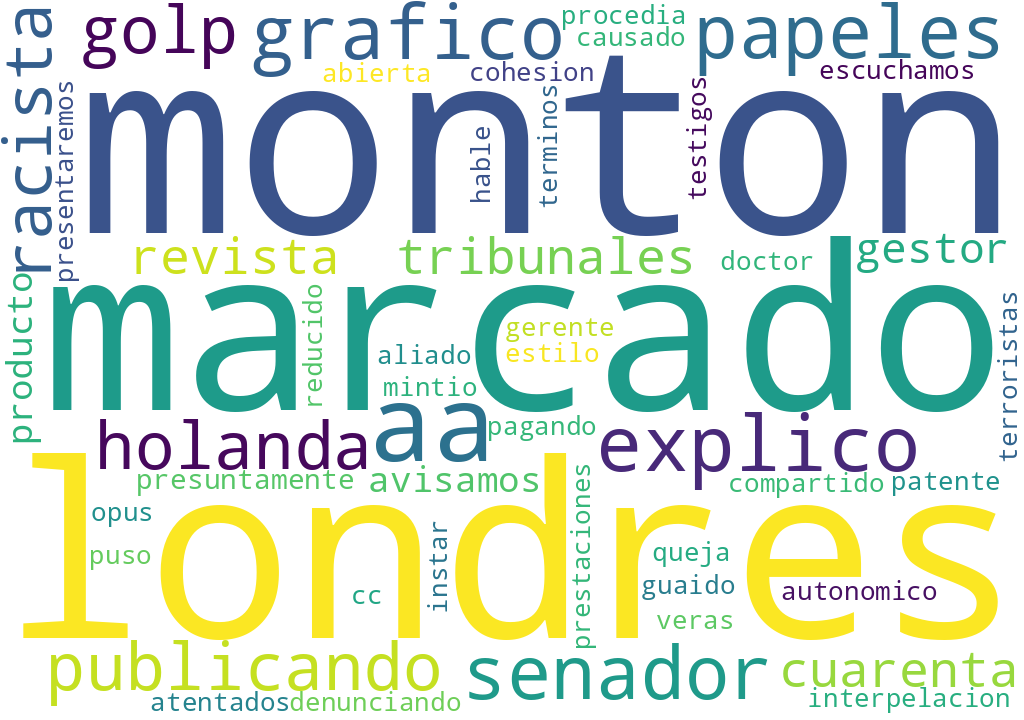 golp
grafico
procedia
causado
papeles
racista
abierta
cohesion
escuchamos
monton
presentaremos
hable
terminos
testigos
revista
tribunales
doctor
gestor
marcado
producto
reducido
gerente
estilo
aliado
mintio
terroristas
holanda
aa
pagando
explico
presuntamente
avisamos
compartido
patente
londres
opus
puso
cc
instar
prestaciones
queja
guaido
autonomico
veras
publicando
senador
cuarenta
atentados
denunciando
interpelacion